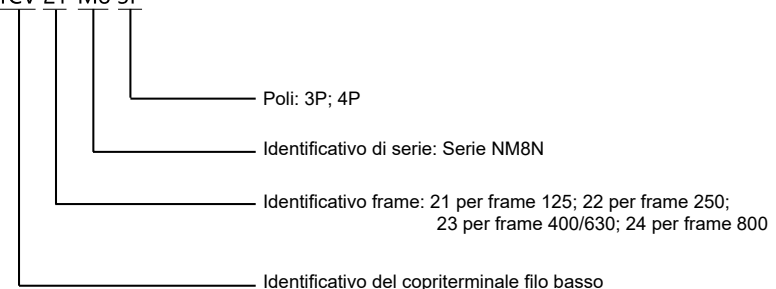 Poli: 3P; 4P
Identificativo di serie: Serie NM8N
Identificativo frame: 21 per frame 125; 22 per frame 250;
23 per frame 400/630; 24 per frame 800
Identificativo del copriterminale filo basso